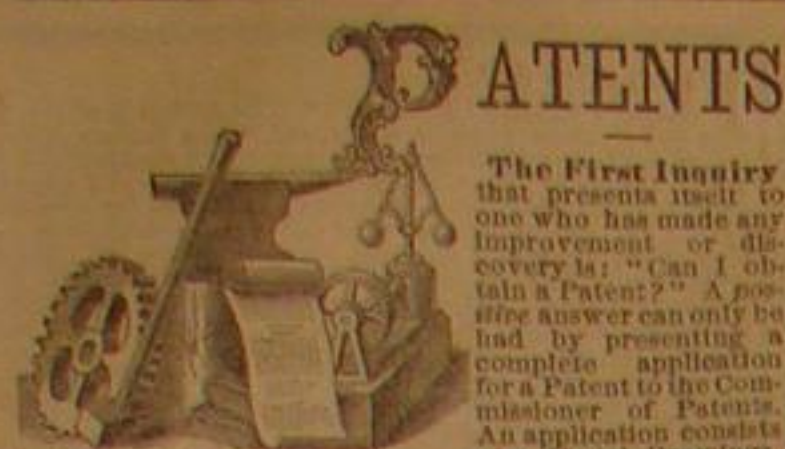 PATENTS
The First Inquiry
that presents itself to
one who has made any
improvement or dis-
covery is: "Can I ob-
tain a Patent?" A pos-
itive answer can only be
had by presenting a
complete application
for a Patent to the Com-
missioner of Patents.
An application consists